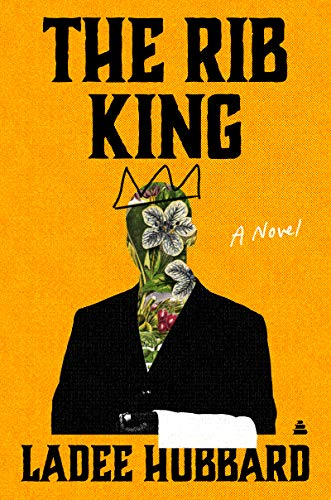 THE RIB
KING
A Novel
LADEE HUBBARD